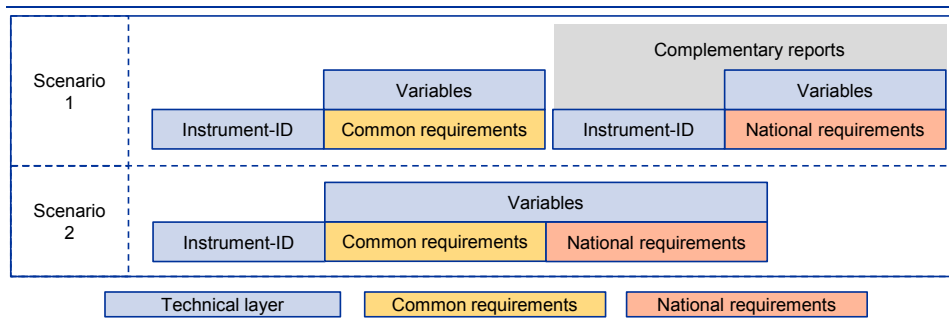 Complementary reports
Scenario
1
Variables
Variables
Instrument-ID
Common requirements
Instrument-ID
National requirements
Scenario
2
Variables
Instrument-ID
Common requirements
National requirements
Technical layer
Common requirements
National requirements